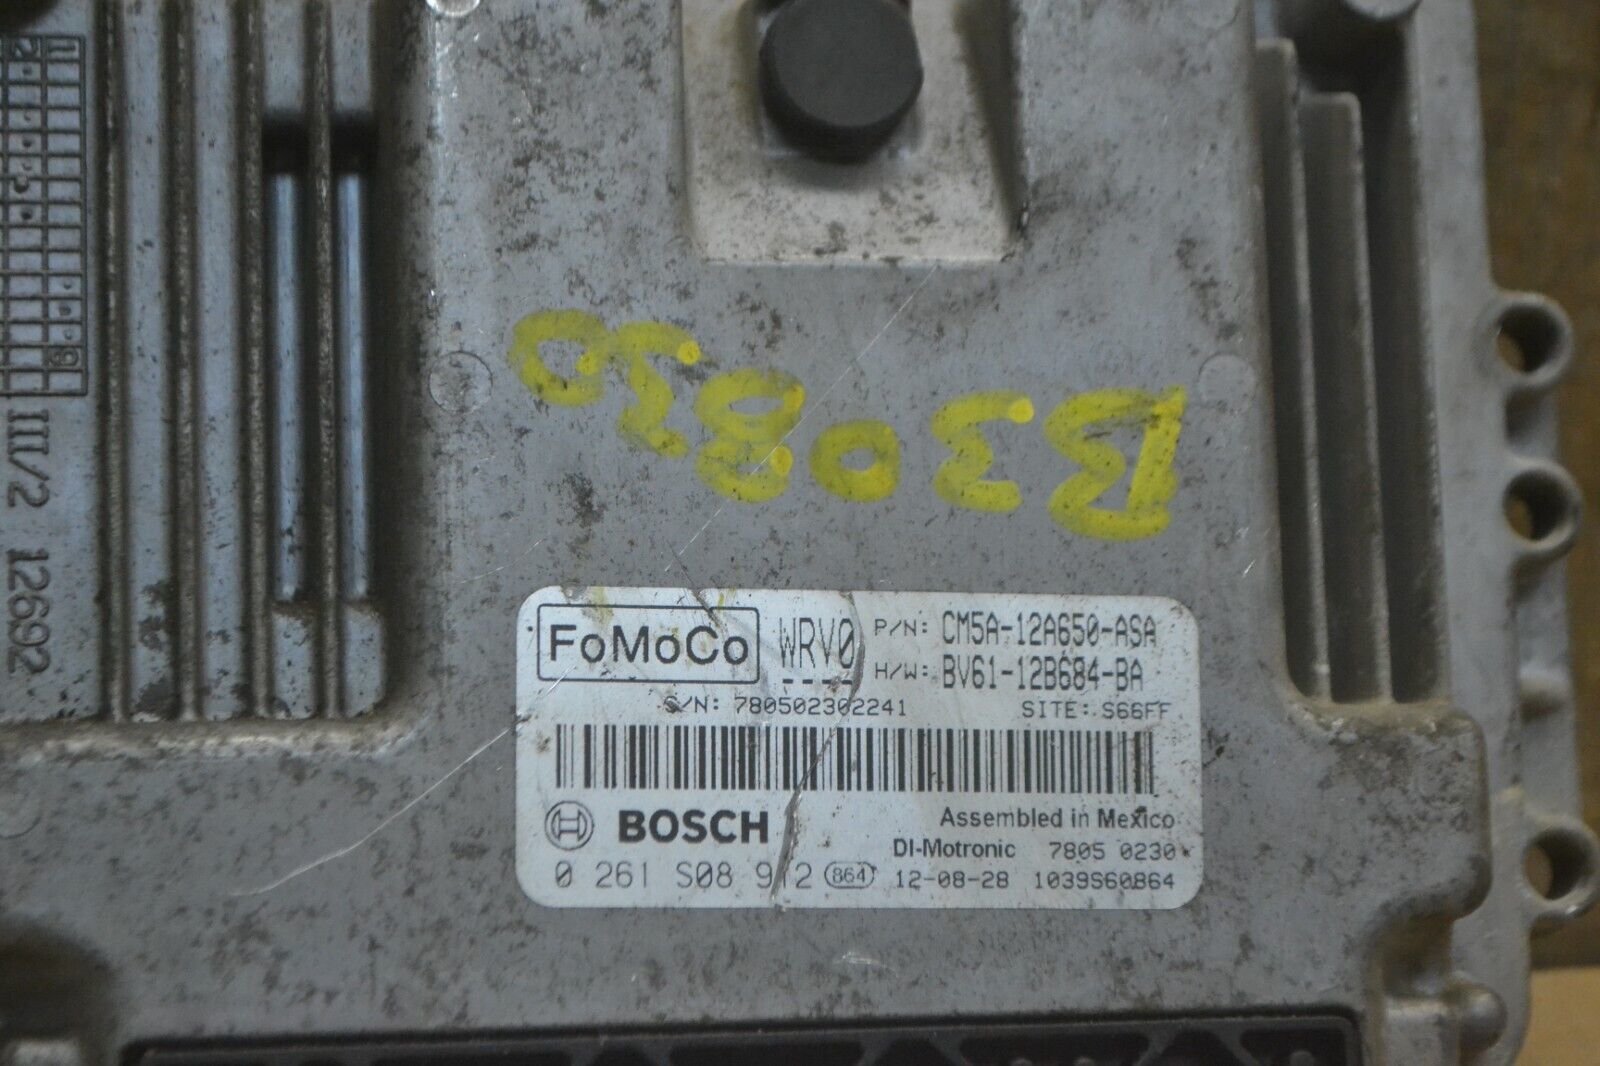 III/2 12692
FoMoCo WRV0 P/N: CM5A-12A650-ASA
H/W: BV61-12B684-BA
S/N: 780502302241 SITE: S66FF
BOSCH Assembled in Mexico
DI-Motronic 7805 0230
0 261 S08 912 864 12-08-28 1039S60864